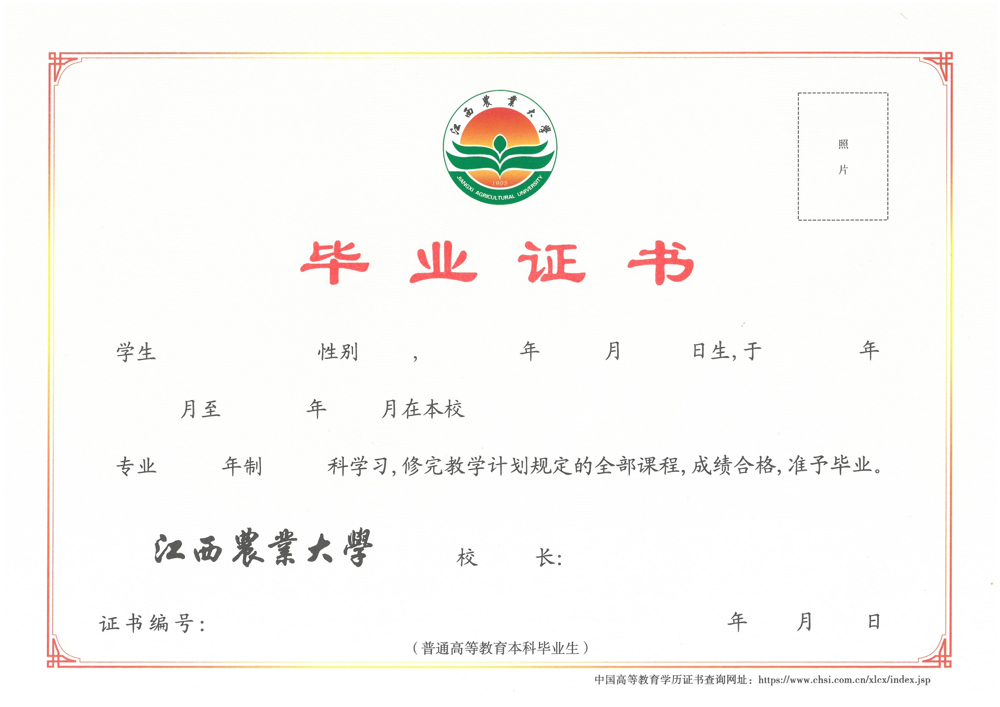 江西農業大學
1905
JIANGXI AGRICULTURAL UNIVERSITY
照
片
毕业证书
学生 性别 , 年 月 日生,于 年
月至 年 月在本校
专业 年制 科学习,修完教学计划规定的全部课程,成绩合格,准予毕业。
江西農業大學 校 长:
证书编号: 年 月 日
(普通高等教育本科毕业生)
中国高等教育学历证书查询网址: https://www.chsi.com.cn/xlcx/index.jsp